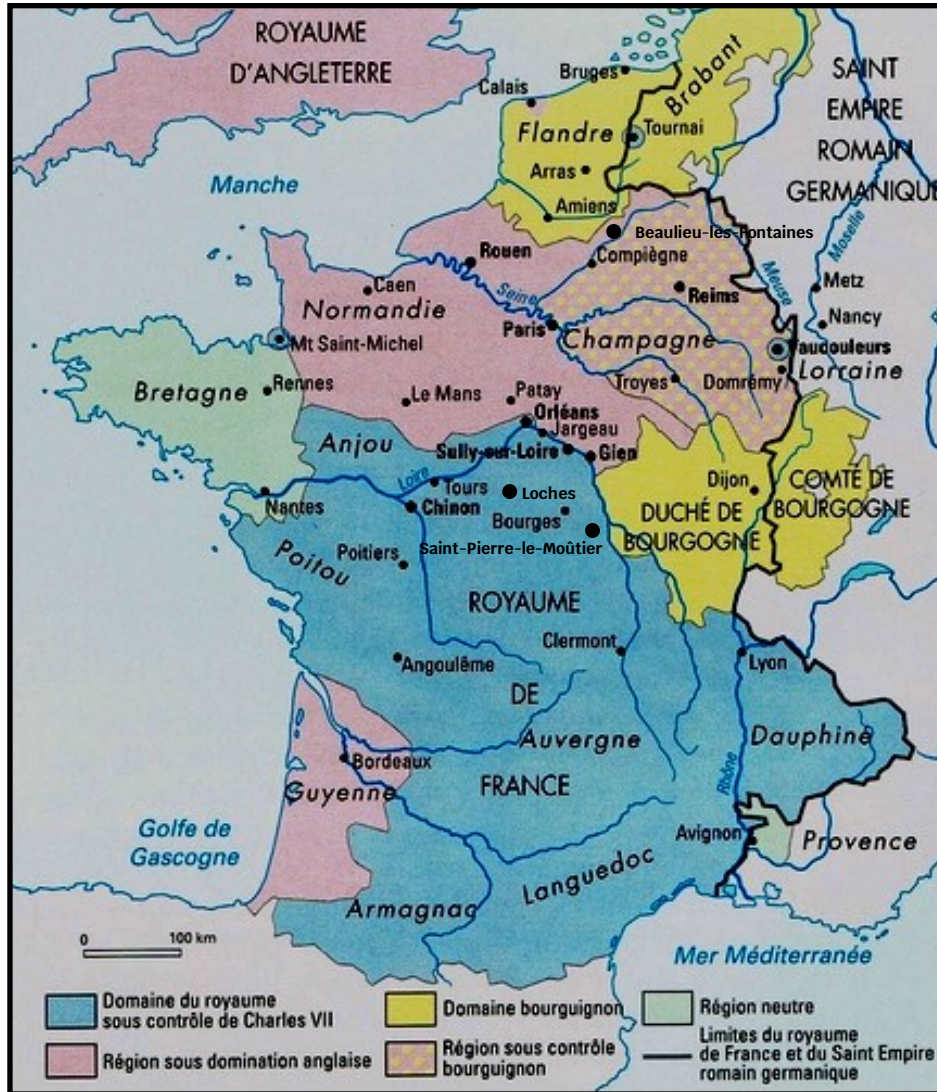 ROYAUME
D'ANGLETERRE
Bruges
Brabant
Calais
Flandre
Tournai
Arras
Amiens
SAINT
EMPIRE
ROMAIN
GERMANIQUE
Manche
Moselle
Beaulieu-les-Fontaines
Rouen
Compiègne
Meuse
Metz
Caen
Seine
Reims
Normandie
Nancy
Paris
Mt Saint-Michel
Champagne
Vaudouleurs
Lorraine
Bretagne
Rennes
Le Mans
Patay
Troyes
Domrémy
Orléans
Jargeau
Anjou
Sully-sur-Loire
Gien
Loire
Tours
Loches
Dijon
COMTÉ DE
BOURGOGNE
Nantes
Chinon
Bourges
DUCHÉ DE
BOURGOGNE
Poitou
Poitiers
Saint-Pierre-le-Moûtier
ROYAUME
Clermont
Lyon
Angoulême
DE
Auvergne
Dauphiné
Bordeaux
Guyenne
FRANCE
Rhône
Golfe de
Gascogne
Avignon
Provence
Languedoc
Armagnac
0 100 km
Mer Méditerranée
Domaine du royaume
sous contrôle de Charles VII
Région sous domination anglaise
Domaine bourguignon
Région sous contrôle
bourguignon
Région neutre
Limites du royaume
de France et du Saint Empire
romain germanique